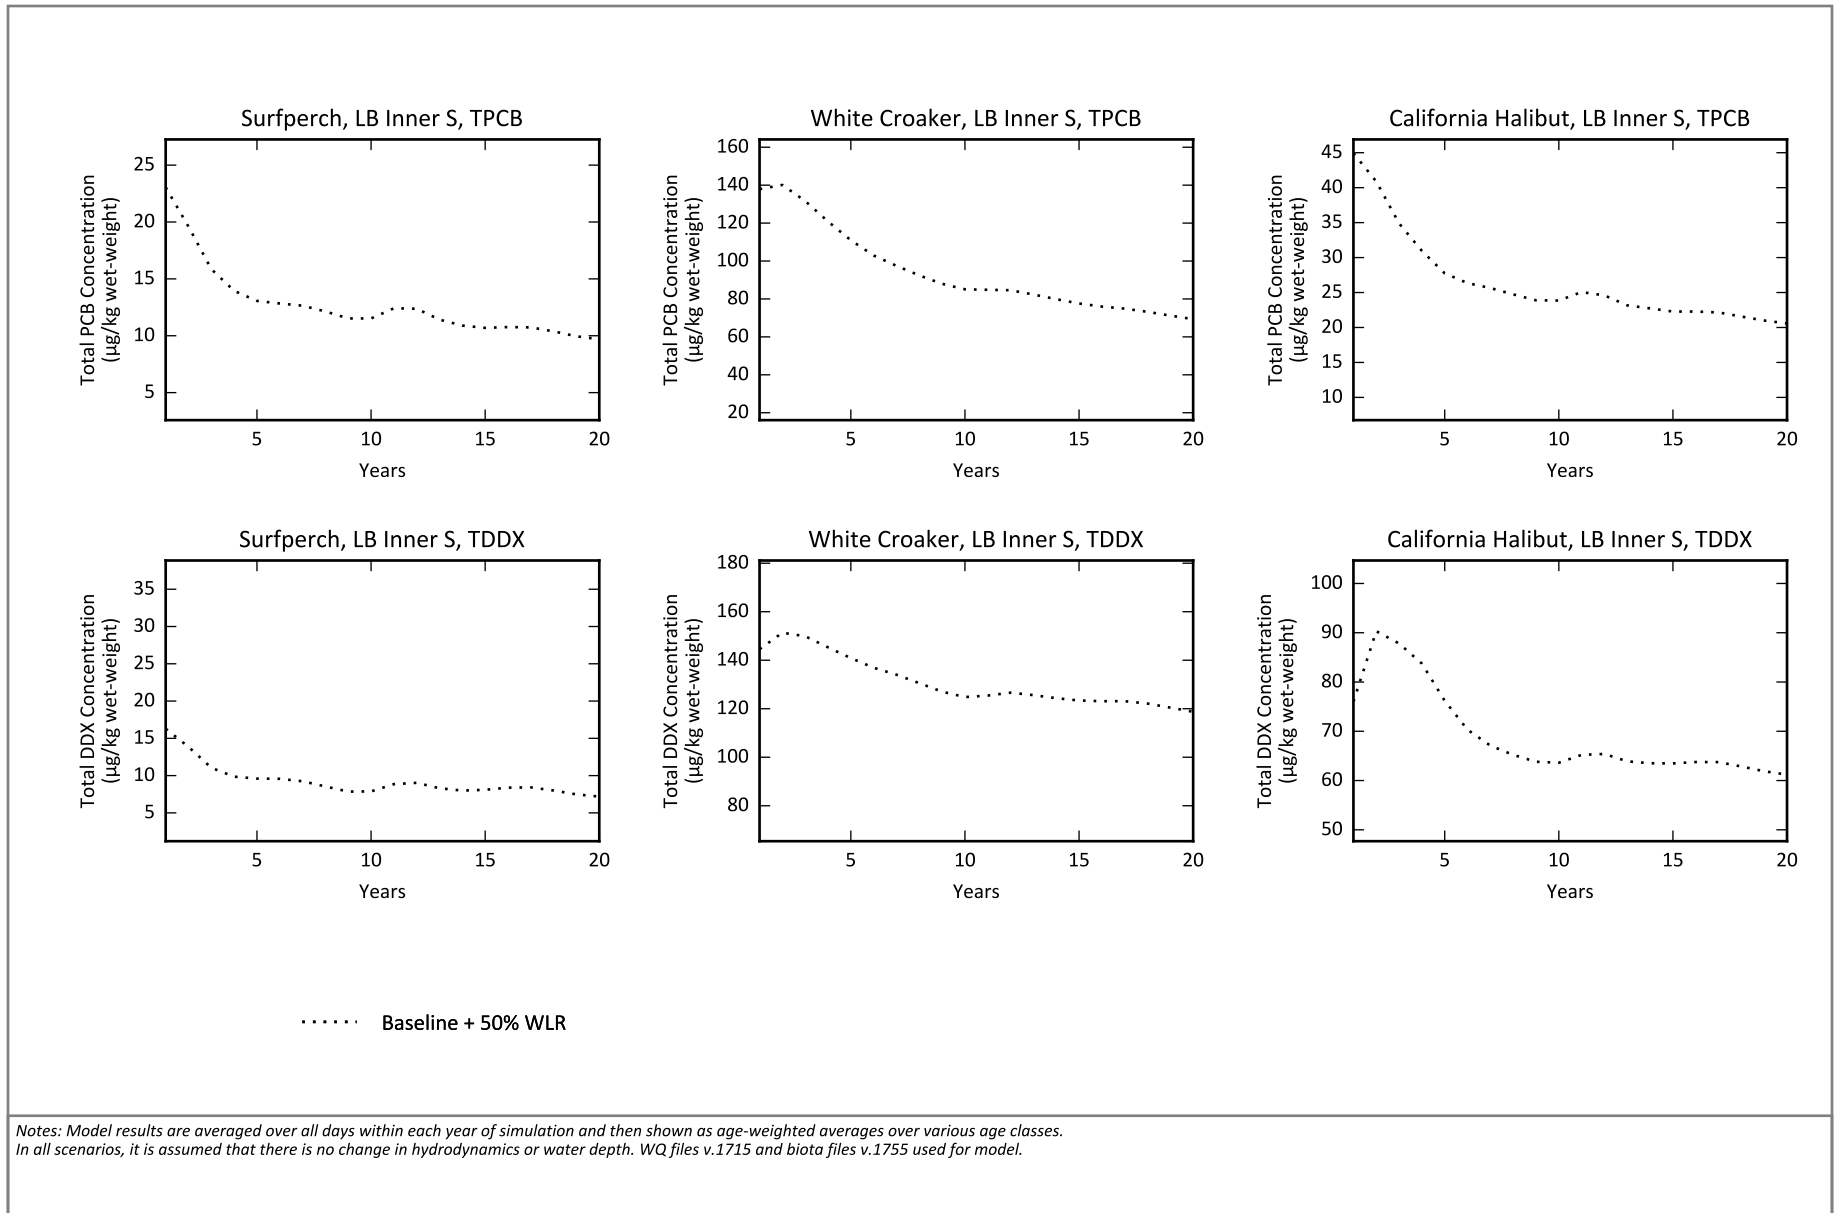 Surfperch, LB Inner S, TPCB
Total PCB Concentration
(µg/kg wet-weight)
25
20
15
10
5
5 10 15 20
Years
White Croaker, LB Inner S, TPCB
Total PCB Concentration
(µg/kg wet-weight)
160
140
120
100
80
60
40
20
5 10 15 20
Years
California Halibut, LB Inner S, TPCB
Total PCB Concentration
(µg/kg wet-weight)
45
40
35
30
25
20
15
10
5 10 15 20
Years
Surfperch, LB Inner S, TDDX
Total DDX Concentration
(µg/kg wet-weight)
35
30
25
20
15
10
5
5 10 15 20
Years
White Croaker, LB Inner S, TDDX
Total DDX Concentration
(µg/kg wet-weight)
180
160
140
120
100
80
5 10 15 20
Years
California Halibut, LB Inner S, TDDX
Total DDX Concentration
(µg/kg wet-weight)
100
90
80
70
60
50
5 10 15 20
Years
Baseline + 50% WLR
Notes: Model results are averaged over all days within each year of simulation and then shown as age-weighted averages over various age classes.
In all scenarios, it is assumed that there is no change in hydrodynamics or water depth. WQ files v.1715 and biota files v.1755 used for model.